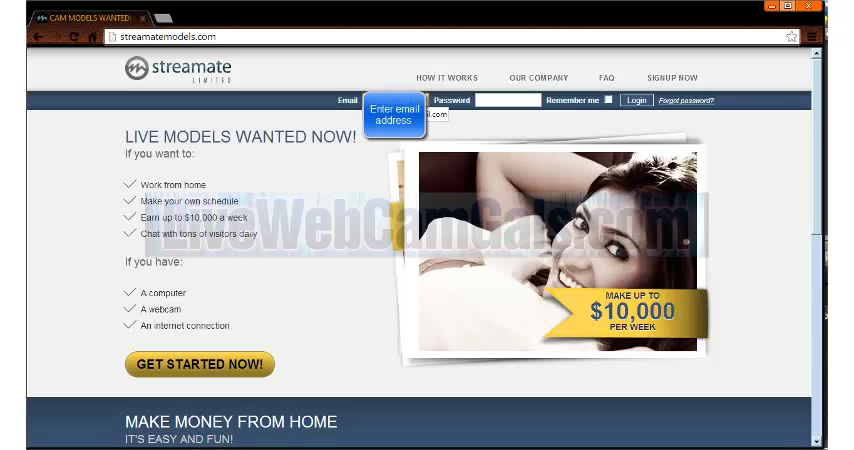 CAM MODELS WANTED:
streamatemodels.com
streamate
LIMITED
HOW IT WORKS OUR COMPANY FAQ SIGNUP NOW
Email Password Remember me Login Forgot password?
Enter email
address
il.com
LIVE MODELS WANTED NOW!
If you want to:
Work from home
Make your own schedule
Earn up to $10,000 a week
Chat with tons of visitors daily
LiveWebCamGals.com
If you have:
A computer
A webcam
An internet connection
MAKE UP TO
$10,000
PER WEEK
GET STARTED NOW!
MAKE MONEY FROM HOME
IT'S EASY AND FUN!